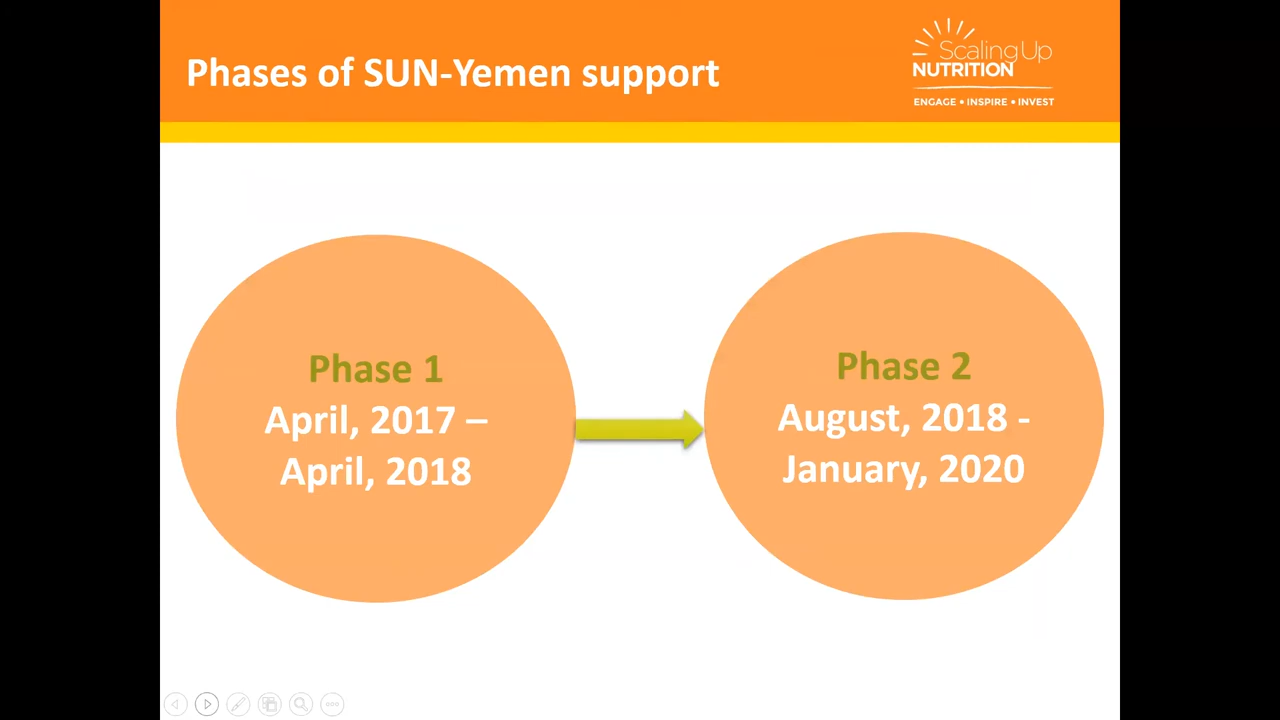 Phases of SUN-Yemen support
Scaling Up
NUTRITION
ENGAGE • INSPIRE • INVEST
Phase 1
April, 2017 –
April, 2018
Phase 2
August, 2018 -
January, 2020